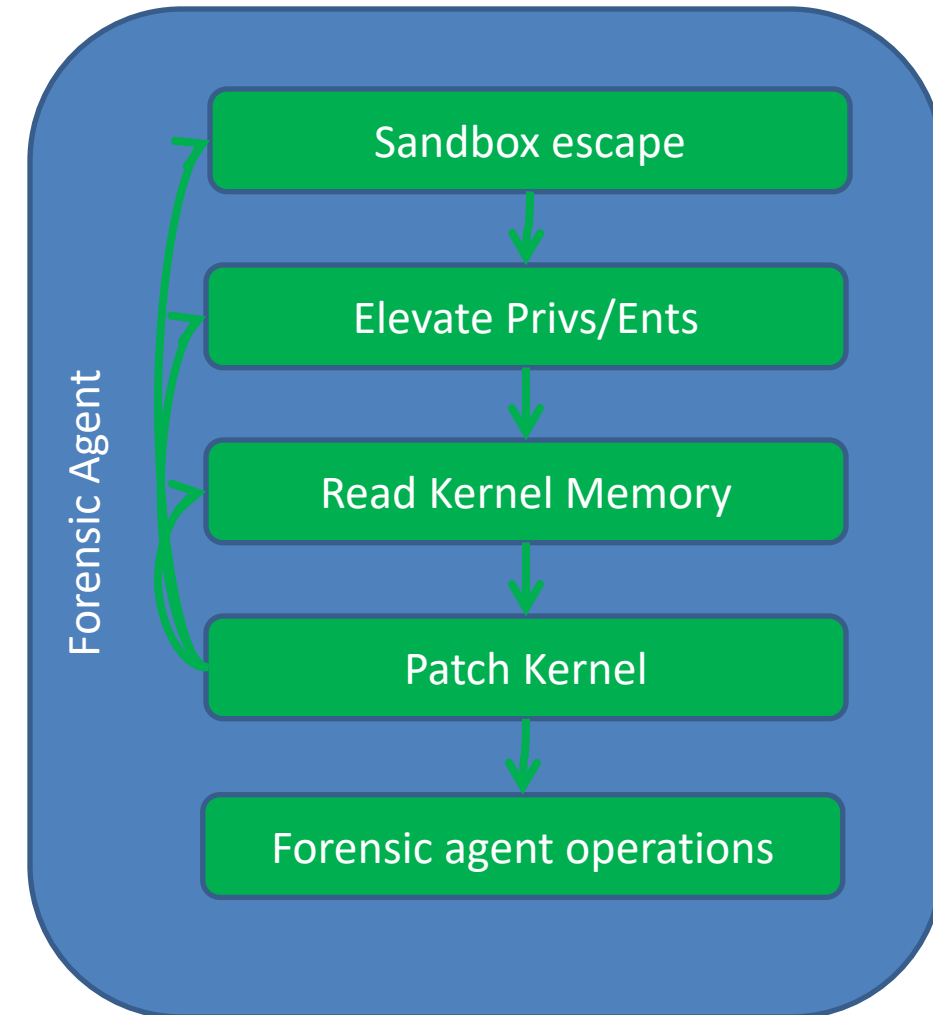 Forensic Agent
Sandbox escape
Elevate Privs/Ents
Read Kernel Memory
Patch Kernel
Forensic agent operations